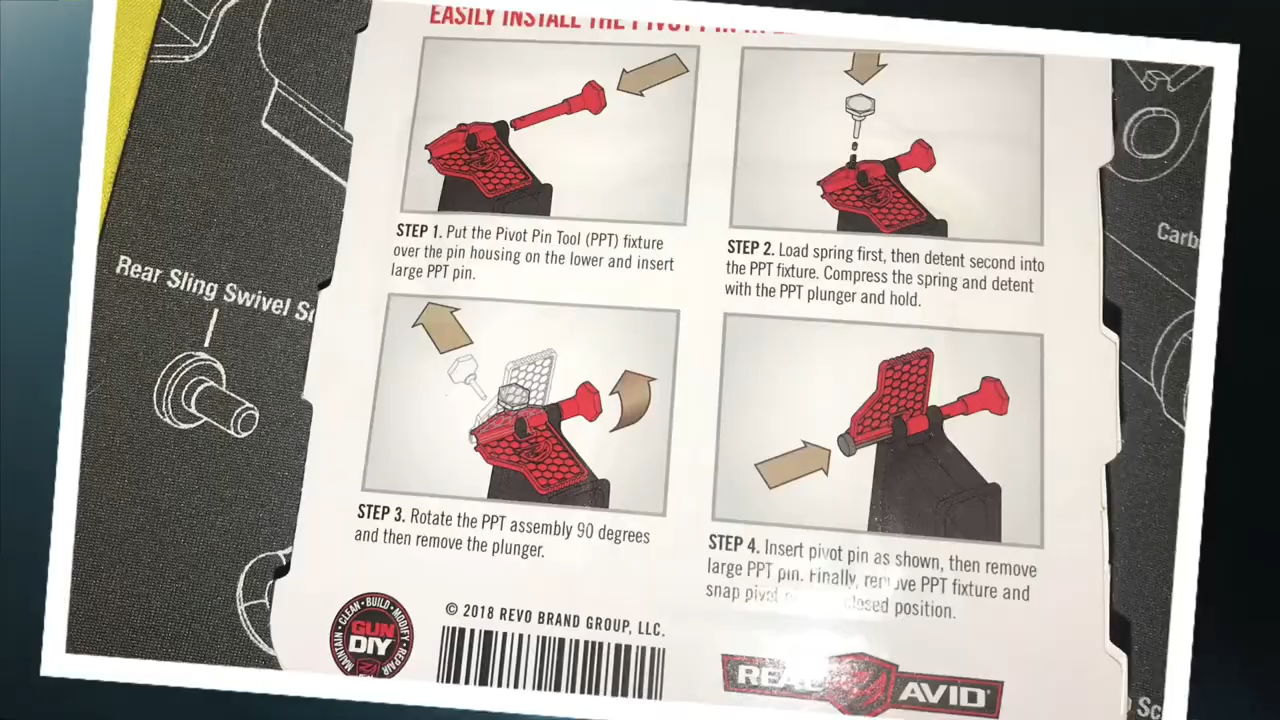 EASILY INSTALL THE PIVOT PIN IN
STEP 1. Put the Pivot Pin Tool (PPT) fixture
over the pin housing on the lower and insert
large PPT pin.
STEP 2. Load spring first, then detent second into
the PPT fixture. Compress the spring and detent
with the PPT plunger and hold.
STEP 3. Rotate the PPT assembly 90 degrees
and then remove the plunger.
STEP 4. Insert pivot pin as shown, then remove
large PPT pin. Finally, remove PPT fixture and
snap pivot closed position.
Rear Sling Swivel
Carb
Sc
MAINTAIN • CLEAN • BUILD • MODIFY • REPAIR
GUN
DIY
© 2018 REVO BRAND GROUP, LLC.
REAL AVID